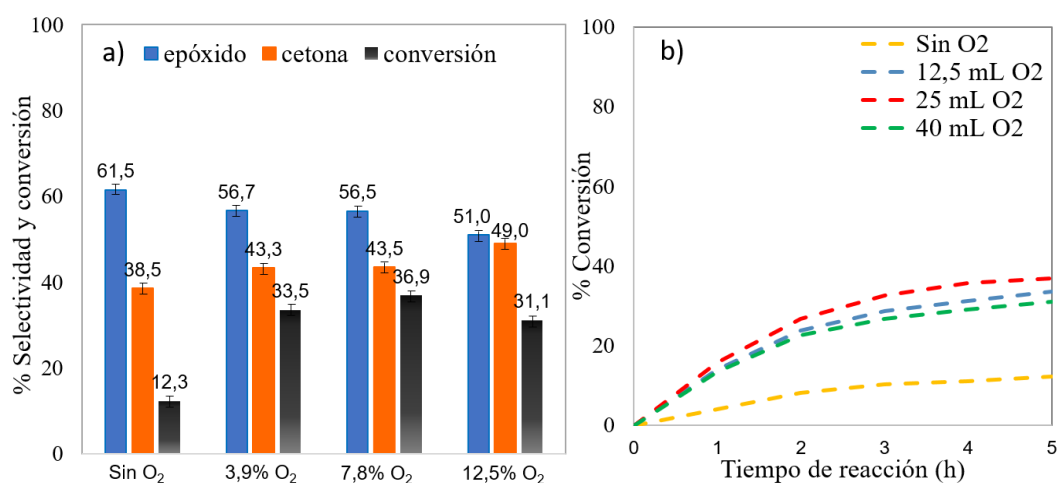 a)
epóxido cetona conversión
% Selectividad y conversión
100
80
60
40
20
0
61,5
38,5
12,3
56,7
43,3
33,5
56,5
43,5
36,9
51,0
49,0
31,1
Sin O₂ 3,9% O₂ 7,8% O₂ 12,5% O₂
b)
Sin O2
12,5 mL O2
25 mL O2
40 mL O2
% Conversión
100
80
60
40
20
0
0 1 2 3 4 5
Tiempo de reacción (h)